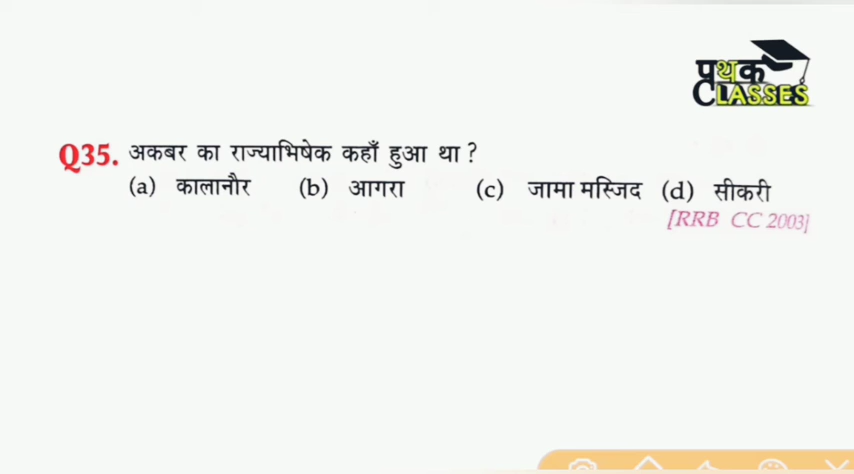 पृथक
CLASSES
Q35. अकबर का राज्याभिषेक कहाँ हुआ था ?
(a) कालानौर (b) आगरा (c) जामा मस्जिद (d) सीकरी
[RRB CC 2003]